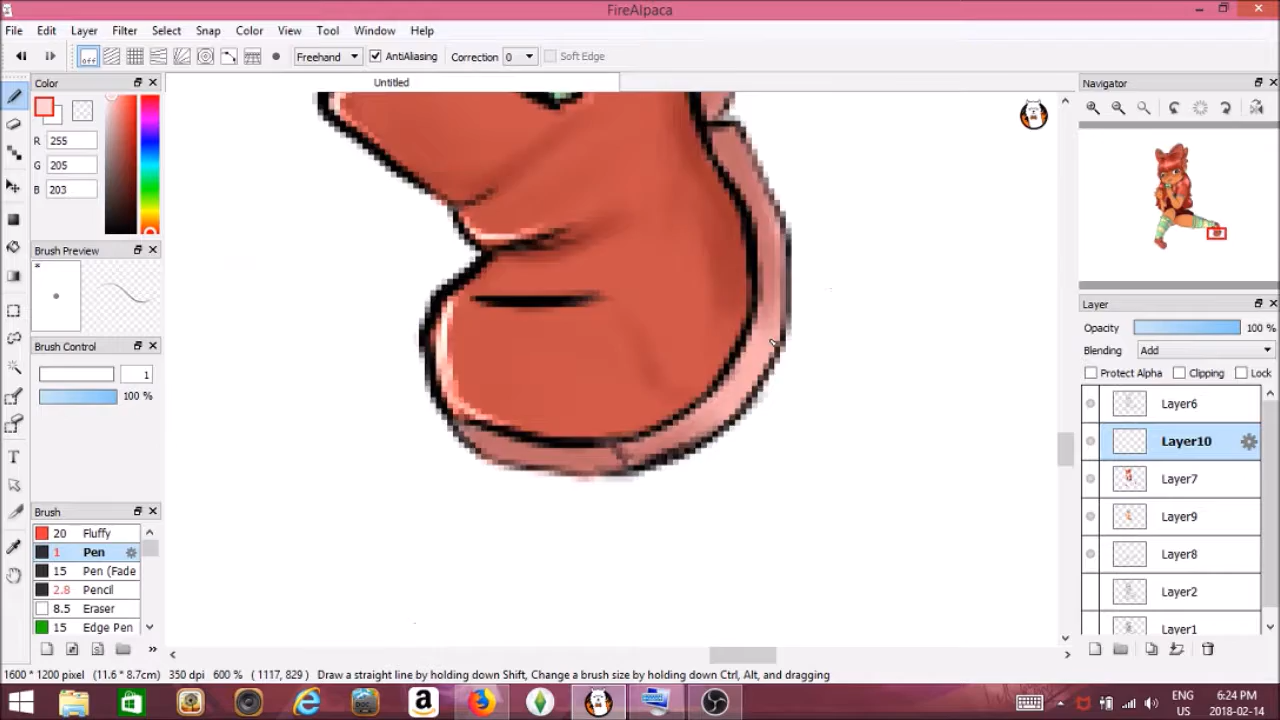 FireAlpaca
File Edit Layer Filter Select Snap Color View Tool Window Help
off Freehand AntiAliasing Correction 0 Soft Edge
Color
Untitled
Navigator
R 255
G 205
B 203
Brush Preview
*
Brush Control
1
100 %
Brush
20 Fluffy
1 Pen
15 Pen (Fade
2.8 Pencil
8.5 Eraser
15 Edge Pen
Layer
Opacity 100 %
Blending Add
Protect Alpha Clipping Lock
Layer6
Layer10
Layer7
Layer9
Layer8
Layer2
Layer1
1600 * 1200 pixel (11.6 * 8.7cm) 350 dpi 600 % ( 1117, 829 ) Draw a straight line by holding down Shift, Change a brush size by holding down Ctrl, Alt, and dragging
a
ENG
US
6:24 PM
2018-02-14